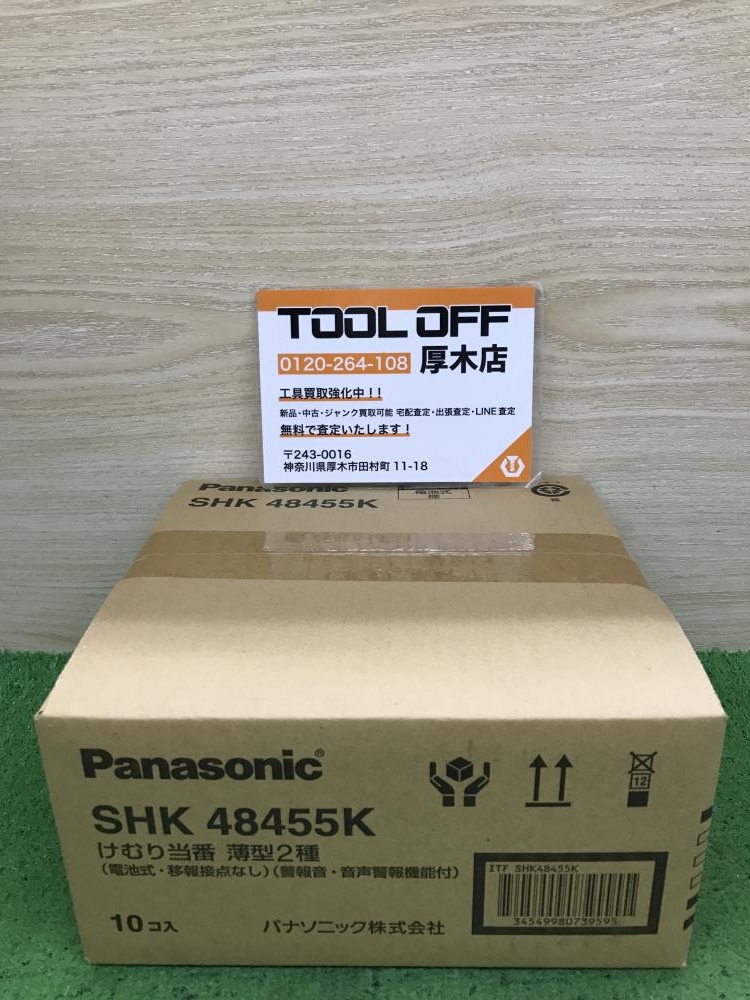 TOOL OFF
0120-264-108 厚木店
工具買取強化中!!
新品・中古・ジャンク買取可能 宅配査定・出張査定・LINE査定
無料で査定いたします!
〒243-0016
神奈川県厚木市田村町 11-18
Panasonic
SHK 48455K
電池式
Panasonic®
SHK 48455K
12
けむり当番 薄型2種
(電池式・移報接点なし)(警報音・音声警報機能付)
ITF SHK48455K
34549980739595
10コ入 パナソニック株式会社